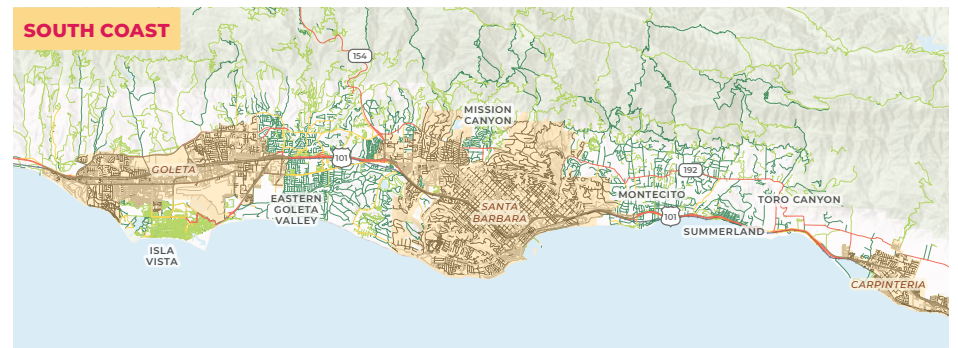 SOUTH COAST
154
MISSION
CANYON
101
GOLETA
192
EASTERN
GOLETA
VALLEY
MONTECITO
TORO CANYON
SANTA
BARBARA
101
SUMMERLAND
ISLA
VISTA
CARPINTERIA